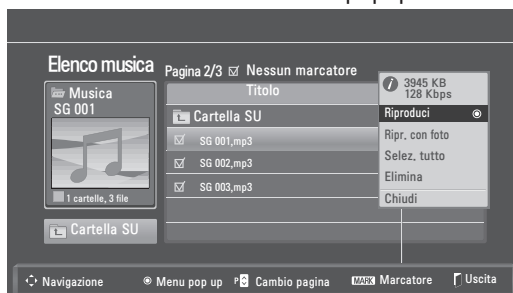 Elenco musica
Pagina 2/3 Nessun marcatore
Musica
SG 001
1 cartelle, 3 file
Cartella SU
Titolo
Cartella SU
SG 001,mp3
SG 002,mp3
SG 003,mp3
3945 KB
128 Kbps
Riproduci
Ripr. con foto
Selez. tutto
Elimina
Chiudi
Navigazione
Menu pop up
P Cambio pagina
MARK Marcatore
Uscita